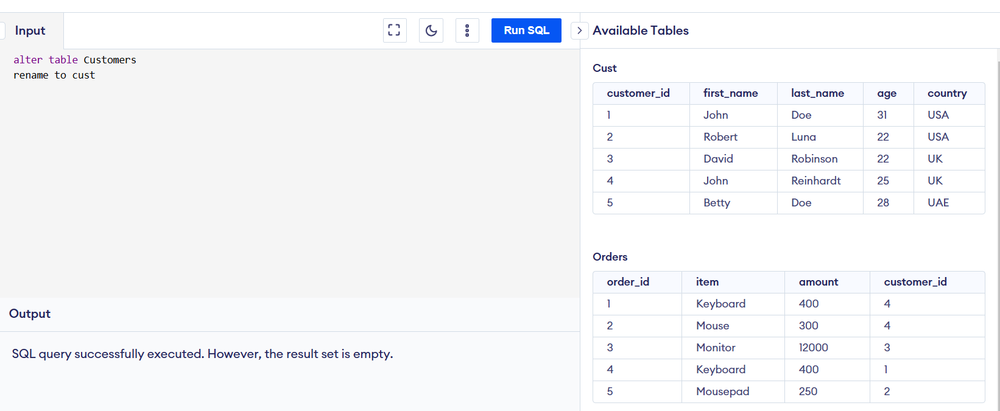 Input
Run SQL
alter table Customers
rename to cust
Output
SQL query successfully executed. However, the result set is empty.
Available Tables
Cust
customer_id first_name last_name age country
1 John Doe 31 USA
2 Robert Luna 22 USA
3 David Robinson 22 UK
4 John Reinhardt 25 UK
5 Betty Doe 28 UAE
Orders
order_id item amount customer_id
1 Keyboard 400 4
2 Mouse 300 4
3 Monitor 12000 3
4 Keyboard 400 1
5 Mousepad 250 2